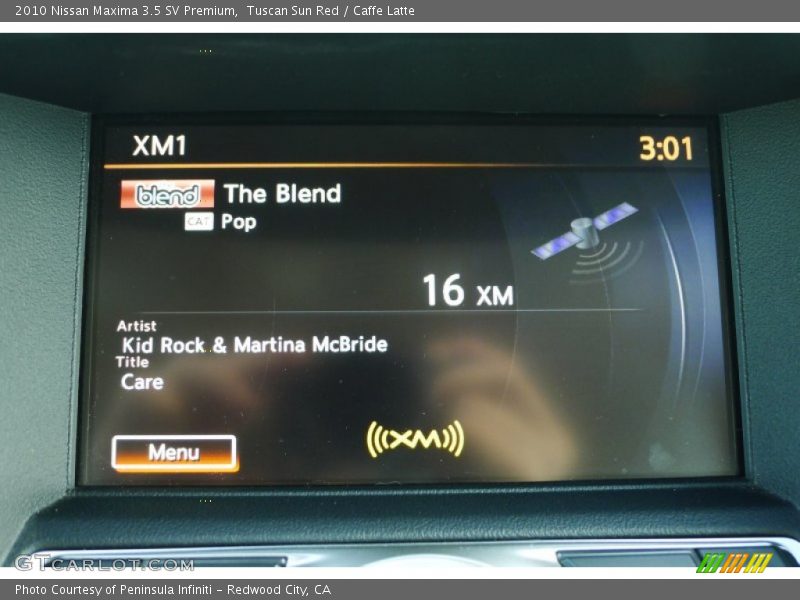 2010 Nissan Maxima 3.5 SV Premium,  Tuscan Sun Red / Caffe Latte
XM1
3:01
blend The Blend
CAT Pop
16 XM
Artist
Kid Rock & Martina McBride
Title
Care
Menu
XM
GTCARLOT.COM
Photo Courtesy of Peninsula Infiniti – Redwood City, CA